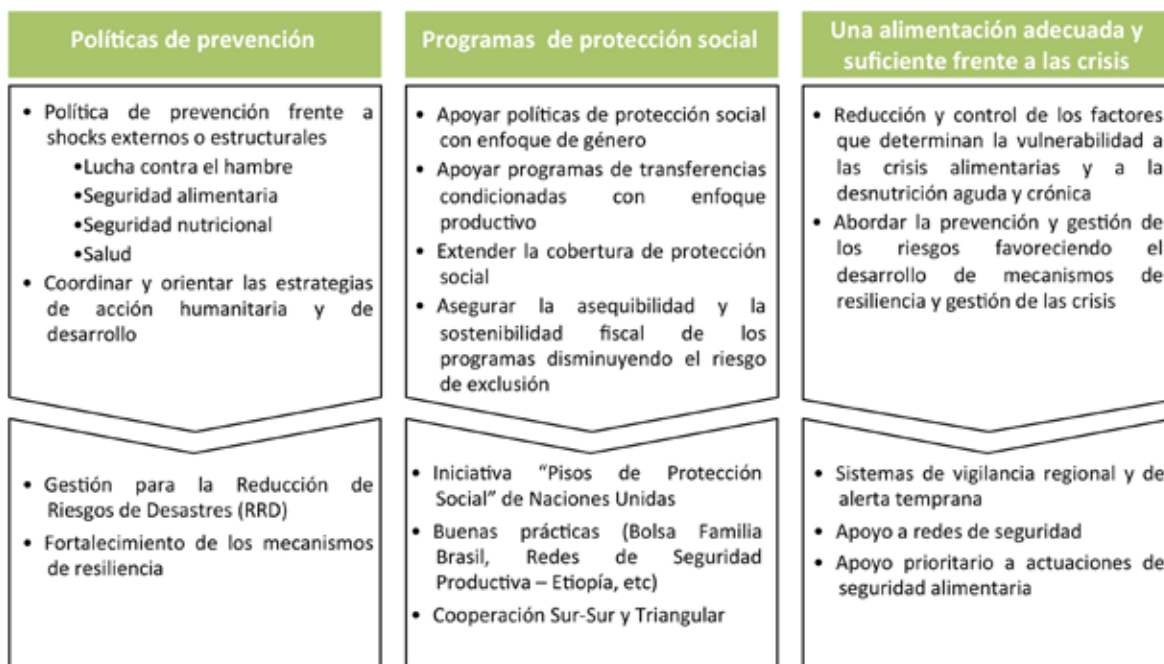 Políticas de prevención
• Política de prevención frente a
shocks externos o estructurales
•Lucha contra el hambre
•Seguridad alimentaria
•Seguridad nutricional
•Salud
• Coordinar y orientar las estrategias
de acción humanitaria y de
desarrollo
• Gestión para la Reducción de
Riesgos de Desastres (RRD)
• Fortalecimiento de los mecanismos
de resiliencia
Programas de protección social
• Apoyar políticas de protección social
con enfoque de género
• Apoyar programas de transferencias
condicionadas con enfoque
productivo
• Extender la cobertura de protección
social
• Asegurar la asequibilidad y la
sostenibilidad fiscal de los
programas disminuyendo el riesgo
de exclusión
• Iniciativa “Pisos de Protección
Social” de Naciones Unidas
• Buenas prácticas (Bolsa Familia
Brasil, Redes de Seguridad
Productiva – Etiopía, etc)
• Cooperación Sur-Sur y Triangular
Una alimentación adecuada y
suficiente frente a las crisis
• Reducción y control de los factores
que determinan la vulnerabilidad a
las crisis alimentarias y a la
desnutrición aguda y crónica
• Abordar la prevención y gestión de
los riesgos favoreciendo el
desarrollo de mecanismos de
resiliencia y gestión de las crisis
• Sistemas de vigilancia regional y de
alerta temprana
• Apoyo a redes de seguridad
• Apoyo prioritario a actuaciones de
seguridad alimentaria